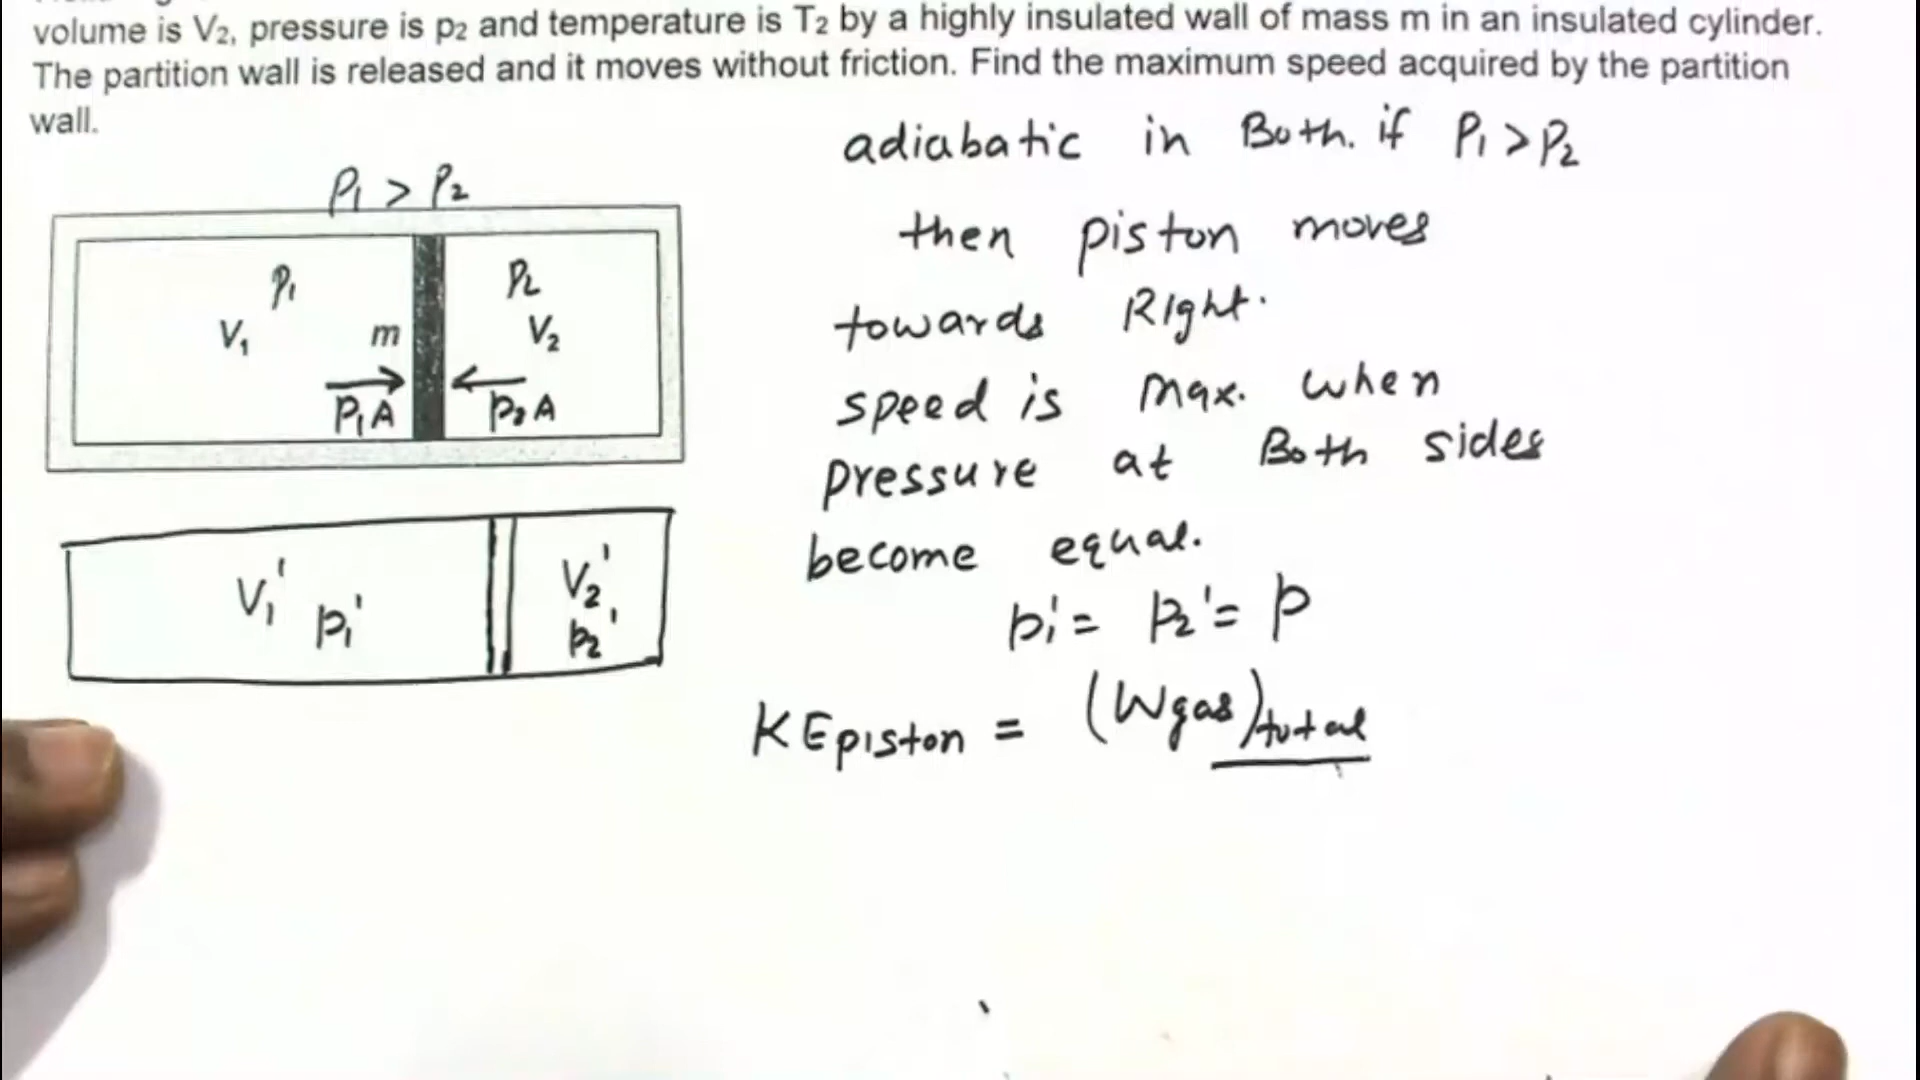 volume is V₂, pressure is p₂ and temperature is T₂ by a highly insulated wall of mass m in an insulated cylinder.
The partition wall is released and it moves without friction. Find the maximum speed acquired by the partition
wall.
P₁ > P₂
P₁
P₂
V₁
m
V₂
P₁A
P₂A
V₁' p₁'
V₂'
p₂'
adiabatic in Both. if P₁ > P₂
then piston moves
towards Right.
speed is max. when
pressure at Both sides
become equal.
p₁' = p₂' = p
KEpiston = (Wgas)total